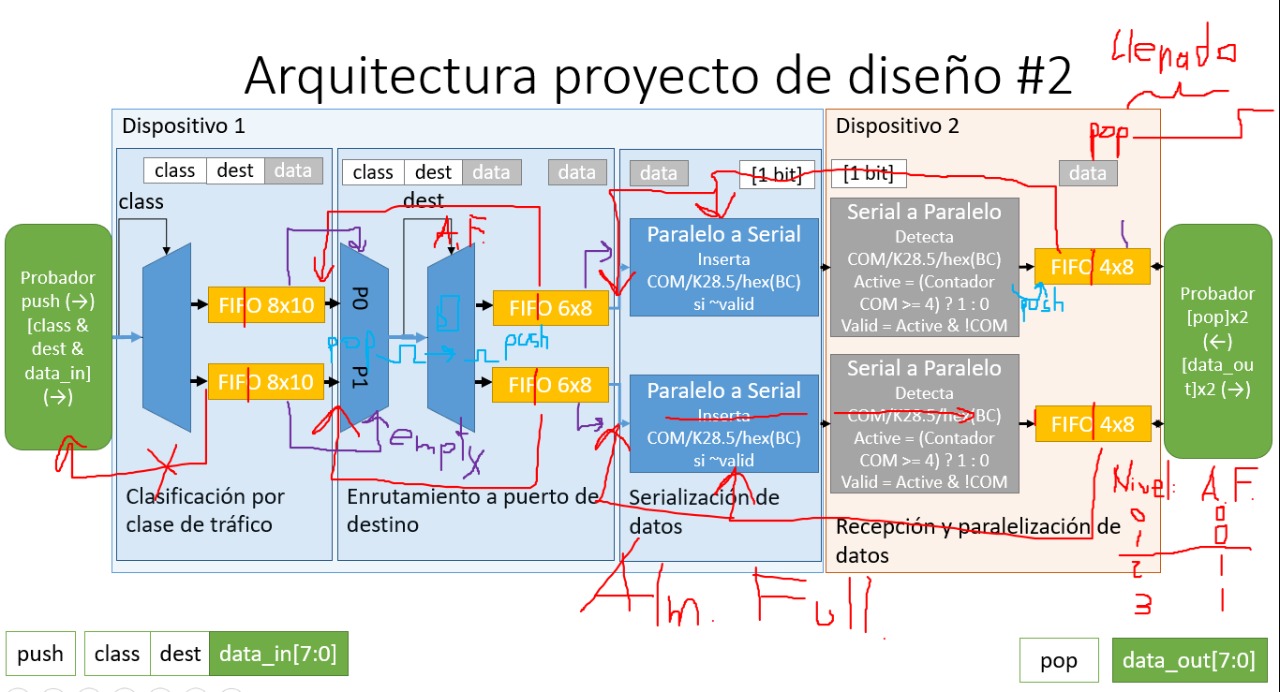 Llenado
Arquitectura proyecto de diseño #2
Dispositivo 1
Dispositivo 2
pop
class
dest
data
class
dest
data
data
data
[1 bit]
[1 bit]
data
class
dest
A.F.
Probador
push (→)
[class &
dest &
data_in]
(→)
FIFO 8x10
FIFO 8x10
P0
P1
pop
push
empty
FIFO 6x8
FIFO 6x8
Paralelo a Serial
Inserta
COM/K28.5/hex(BC)
si ~valid
Paralelo a Serial
Inserta
COM/K28.5/hex(BC)
si ~valid
Serial a Paralelo
Detecta
COM/K28.5/hex(BC)
Active = (Contador
COM >= 4) ? 1 : 0
Valid = Active & !COM
Serial a Paralelo
Detecta
COM/K28.5/hex(BC)
Active = (Contador
COM >= 4) ? 1 : 0
Valid = Active & !COM
FIFO 4x8
push
FIFO 4x8
Probador
[pop]x2
(←)
[data_ou
t]x2 (→)
Clasificación por
clase de tráfico
Enrutamiento a puerto de
destino
Serialización de
datos
Recepción y paralelización de
datos
Nivel: A.F.
0 0
1 0
2 1
3 1
Alm. Full
push
class
dest
data_in[7:0]
pop
data_out[7:0]